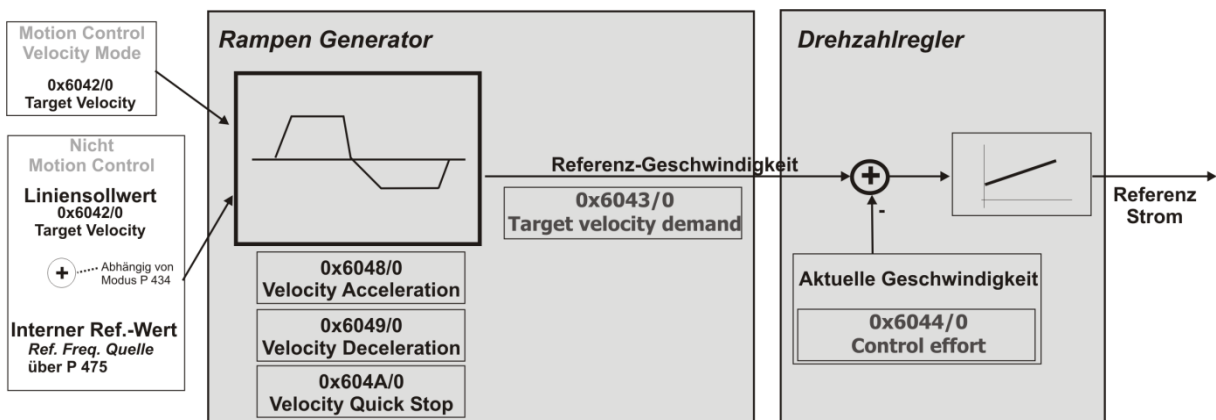 Motion Control
Velocity Mode
0x6042/0
Target Velocity
Nicht
Motion Control
Liniensollwert
0x6042/0
Target Velocity
+
Abhängig von
Modus P 434
Interner Ref.-Wert
Ref. Freq. Quelle
über P 475
Rampen Generator
0x6048/0
Velocity Acceleration
0x6049/0
Velocity Deceleration
0x604A/0
Velocity Quick Stop
Referenz-Geschwindigkeit
0x6043/0
Target velocity demand
Drehzahlregler
+
-
Aktuelle Geschwindigkeit
0x6044/0
Control effort
Referenz
Strom